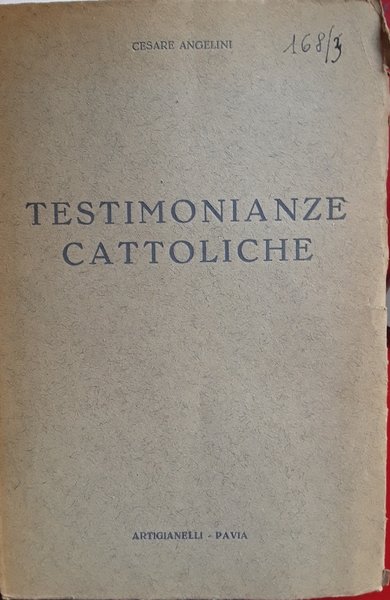 CESARE ANGELINI
168/3
TESTIMONIANZE
CATTOLICHE
ARTIGIANELLI - PAVIA